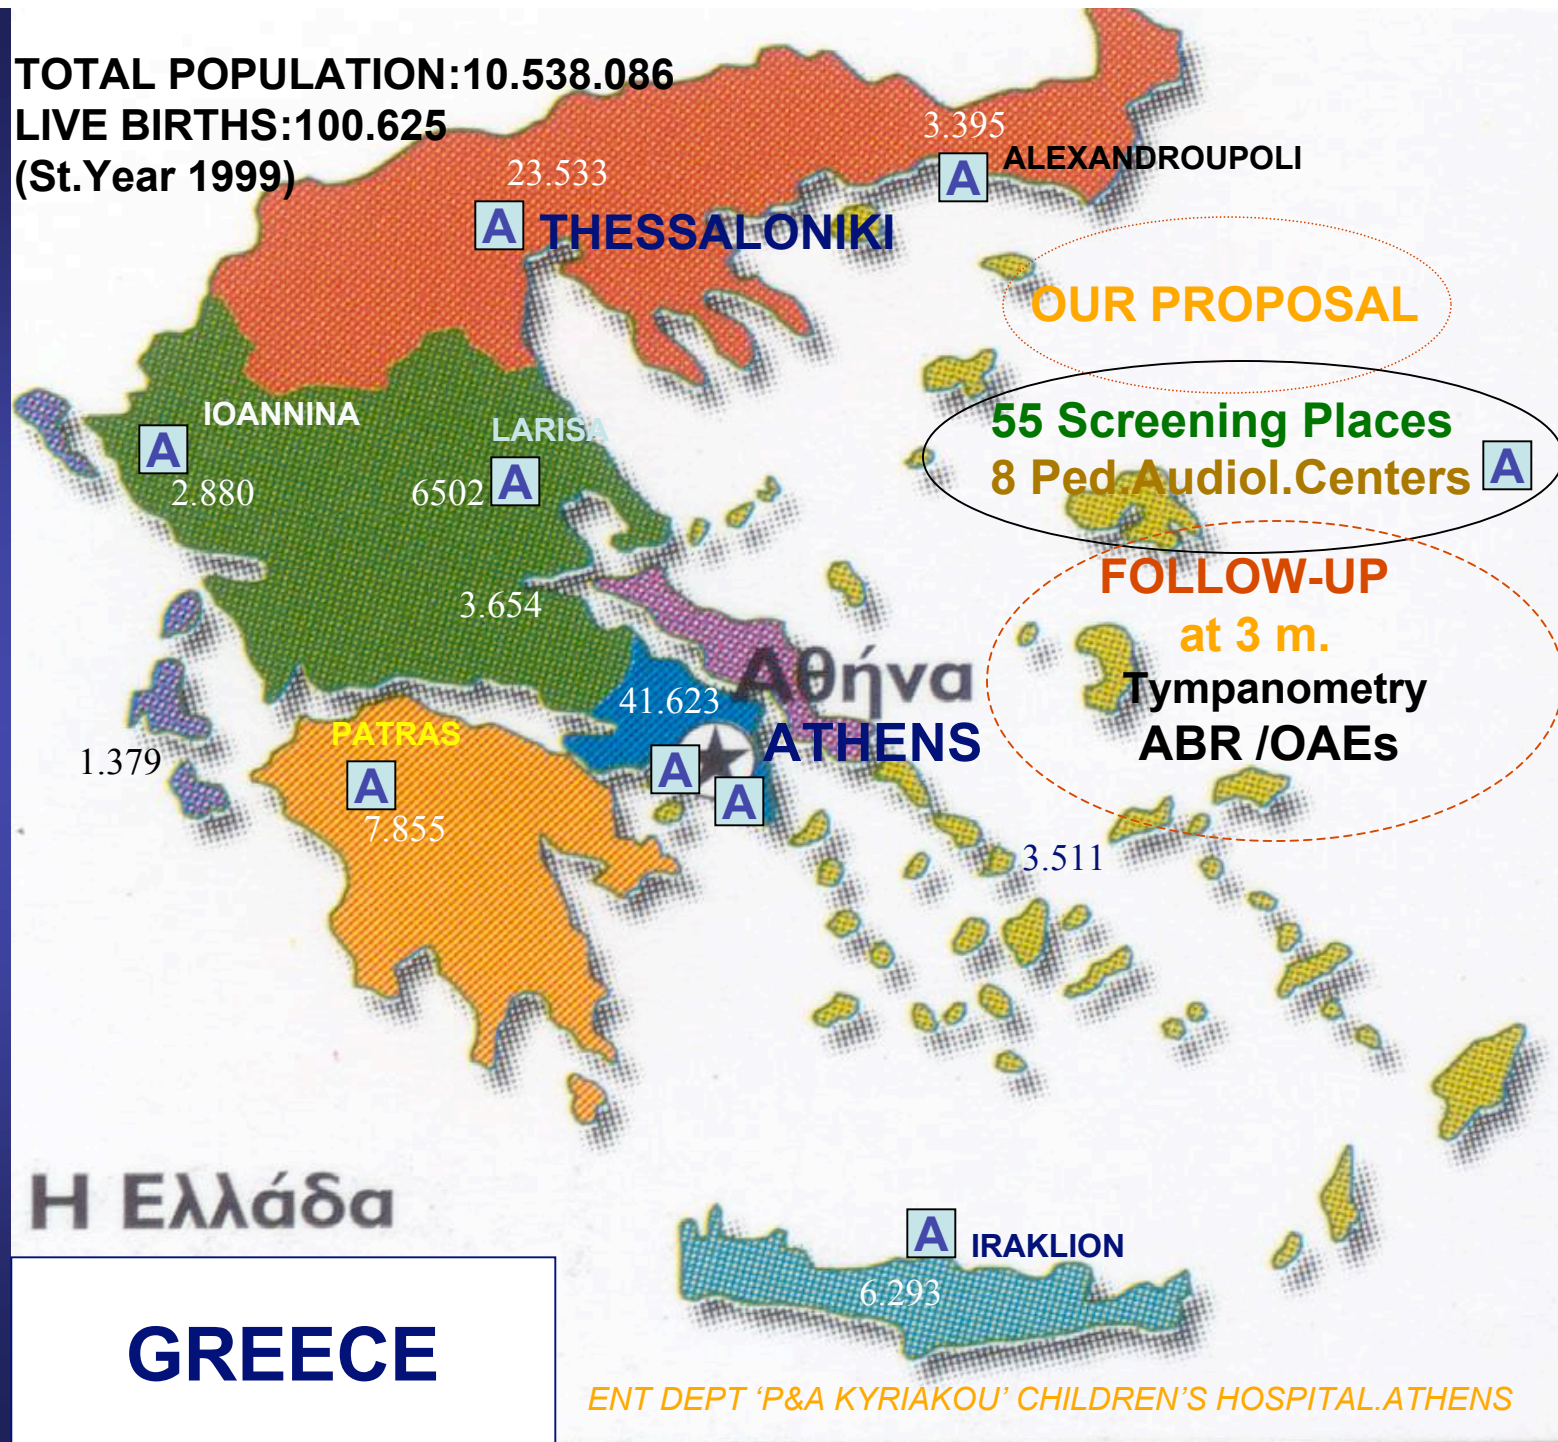 TOTAL POPULATION:10.538.086
LIVE BIRTHS:100.625
(St.Year 1999)
23.533
A THESSALONIKI
3.395
A ALEXANDROUPOLI
OUR PROPOSAL
55 Screening Places
8 Ped.Audiol.Centers A
FOLLOW-UP
at 3 m.
Tympanometry
ABR /OAEs
IOANNINA
A
2.880
LARISA
6502 A
3.654
41.623
Αθήνα
ATHENS
A
A
PATRAS
A
7.855
1.379
3.511
Η Ελλάδα
A IRAKLION
6.293
GREECE
ENT DEPT 'P&A KYRIAKOU' CHILDREN'S HOSPITAL.ATHENS